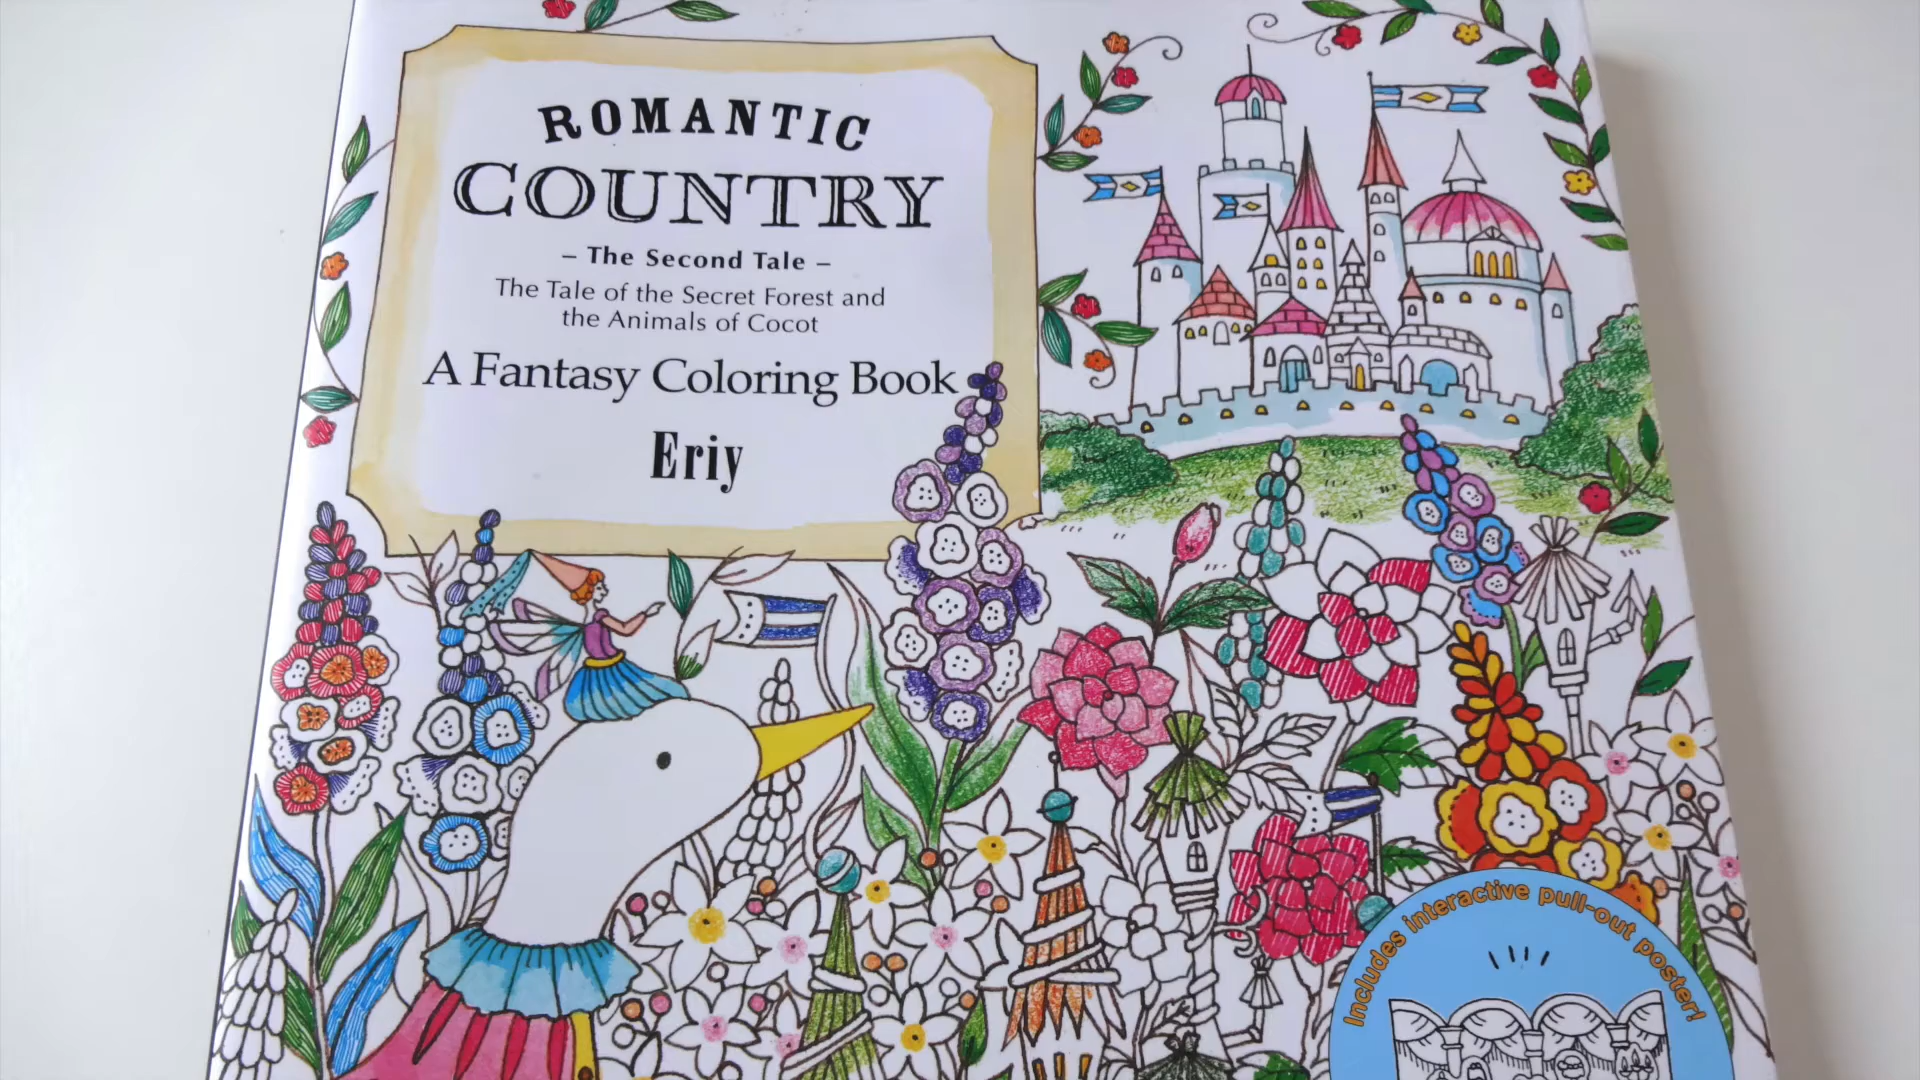 ROMANTIC
COUNTRY
– The Second Tale –
The Tale of the Secret Forest and
the Animals of Cocot
A Fantasy Coloring Book
Eriy
Includes interactive pull-out poster!